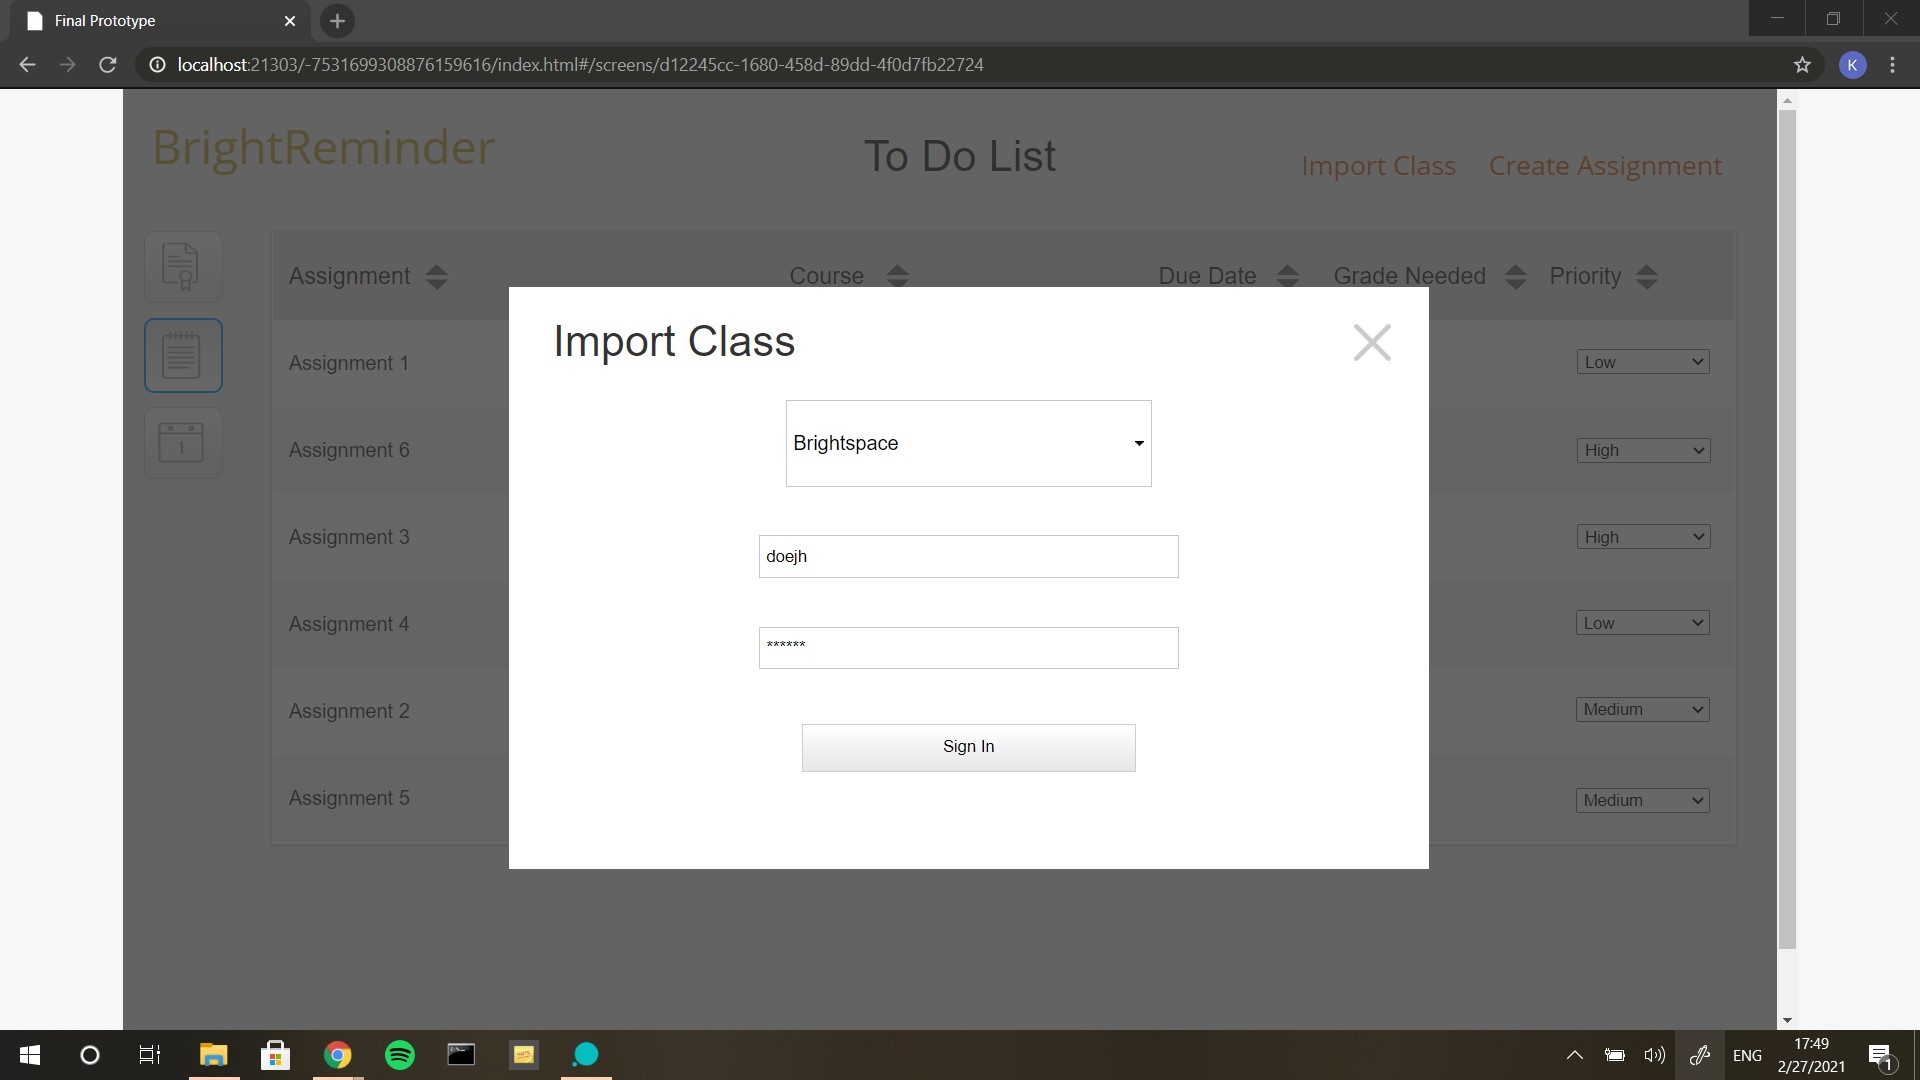 Final Prototype
localhost:21303/-7531699308876159616/index.html#/screens/d12245cc-1680-458d-89dd-4f0d7fb22724
K
BrightReminder
To Do List
Import Class
Create Assignment
Assignment
Course
Due Date
Grade Needed
Priority
Import Class
Assignment 1
Low
Brightspace
1
Assignment 6
High
Assignment 3
High
doejh
Assignment 4
Low
******
Assignment 2
Medium
Sign In
Assignment 5
Medium
ENG
17:49
2/27/2021
1